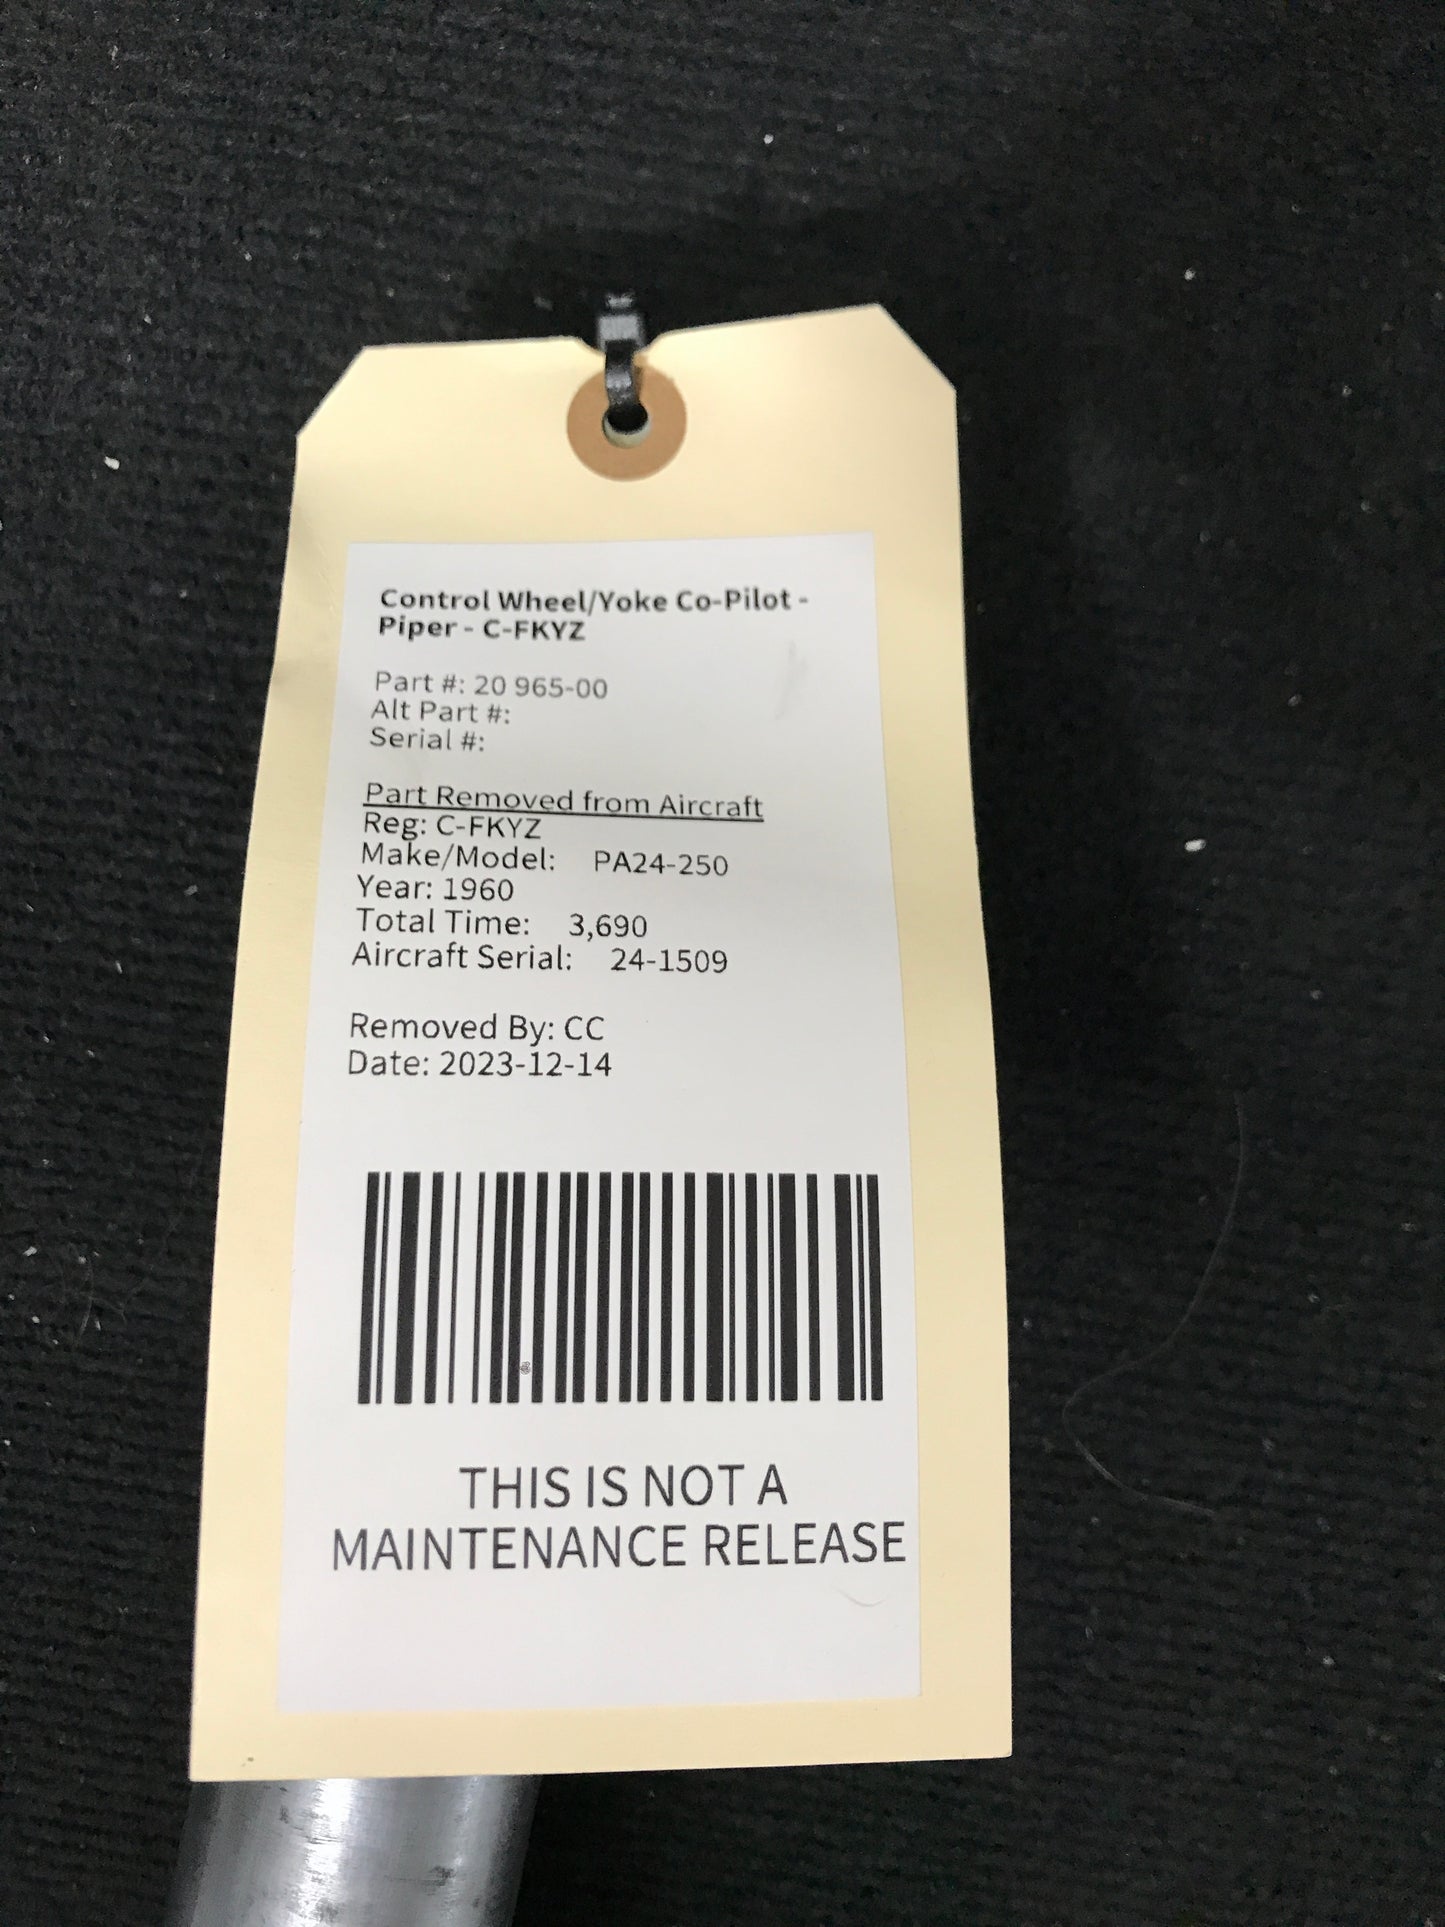 Control Wheel/Yoke Co-Pilot -
Piper - C-FKYZ
Part #: 20 965-00
Alt Part #:
Serial #:
Part Removed from Aircraft
Reg: C-FKYZ
Make/Model: PA24-250
Year: 1960
Total Time: 3,690
Aircraft Serial: 24-1509
Removed By: CC
Date: 2023-12-14
THIS IS NOT A
MAINTENANCE RELEASE